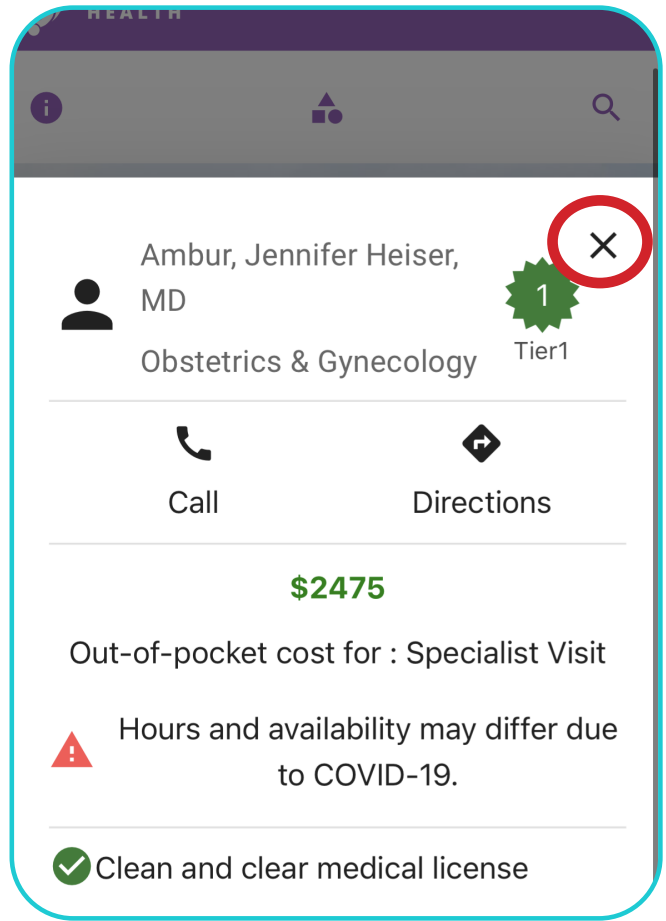 HEALTH
Ambur, Jennifer Heiser,
MD
1
Obstetrics & Gynecology
Tier1
Call
Directions
$2475
Out-of-pocket cost for : Specialist Visit
Hours and availability may differ due
to COVID-19.
Clean and clear medical license